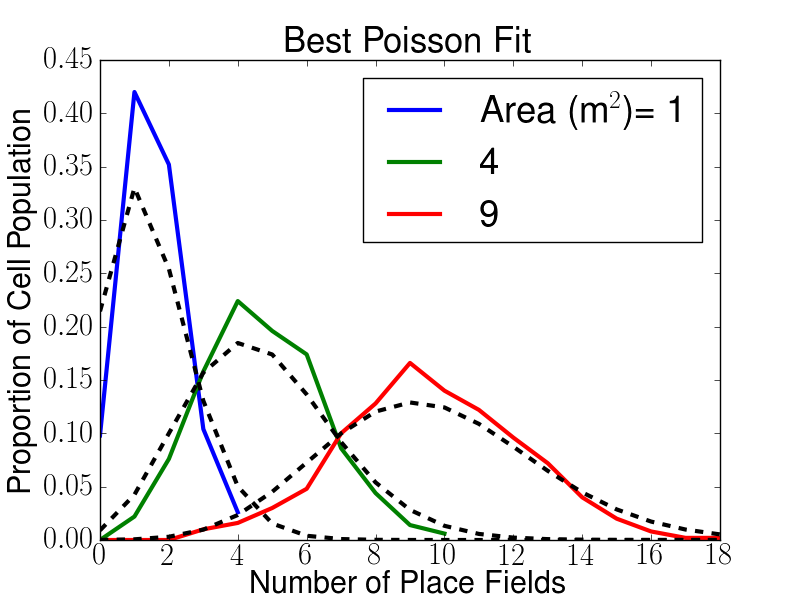 Best Poisson Fit
Proportion of Cell Population
0.45
0.40
0.35
0.30
0.25
0.20
0.15
0.10
0.05
0.00
Area (m²)= 1
4
9
0 2 4 6 8 10 12 14 16 18
Number of Place Fields